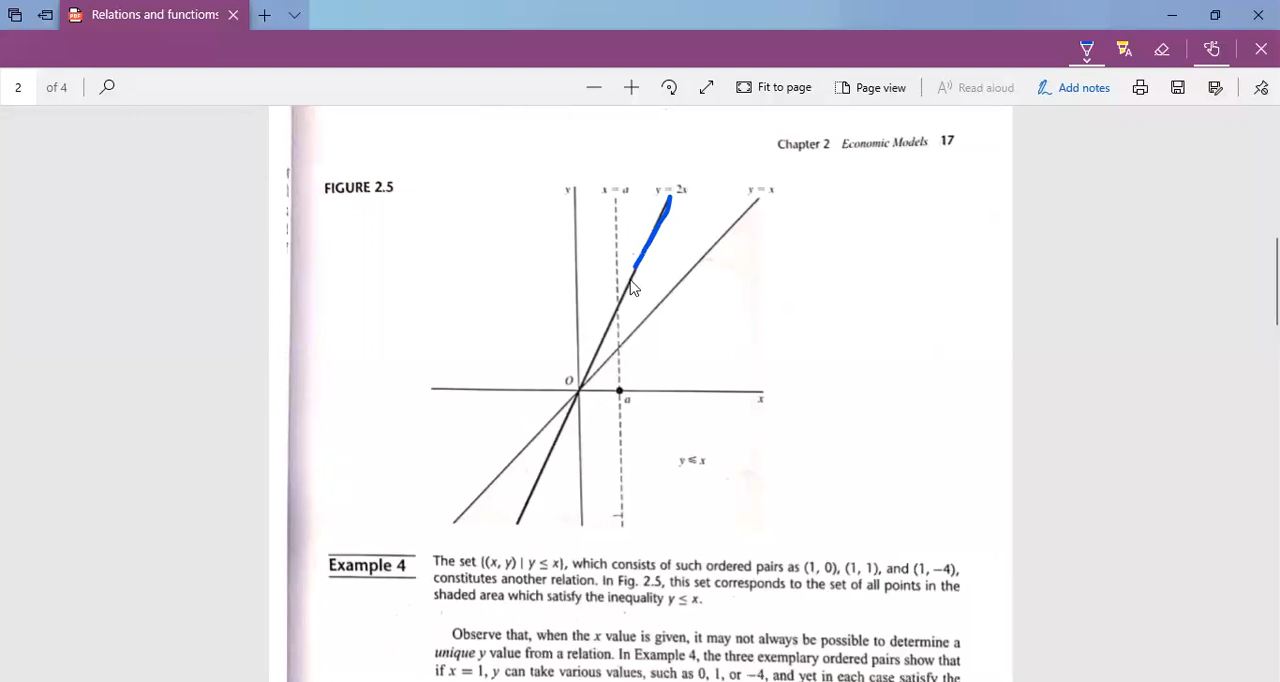 Relations and functions
2 of 4
Fit to page
Page view
Read aloud
Add notes
Chapter 2 Economic Models 17
FIGURE 2.5
y
x = a
y = 2x
y = x
O
a
x
y ≤ x
Example 4
The set {(x, y) | y ≤ x}, which consists of such ordered pairs as (1, 0), (1, 1), and (1, −4),
constitutes another relation. In Fig. 2.5, this set corresponds to the set of all points in the
shaded area which satisfy the inequality y ≤ x.
Observe that, when the x value is given, it may not always be possible to determine a
unique y value from a relation. In Example 4, the three exemplary ordered pairs show that
if x = 1, y can take various values, such as 0, 1, or −4, and yet in each case satisfy the